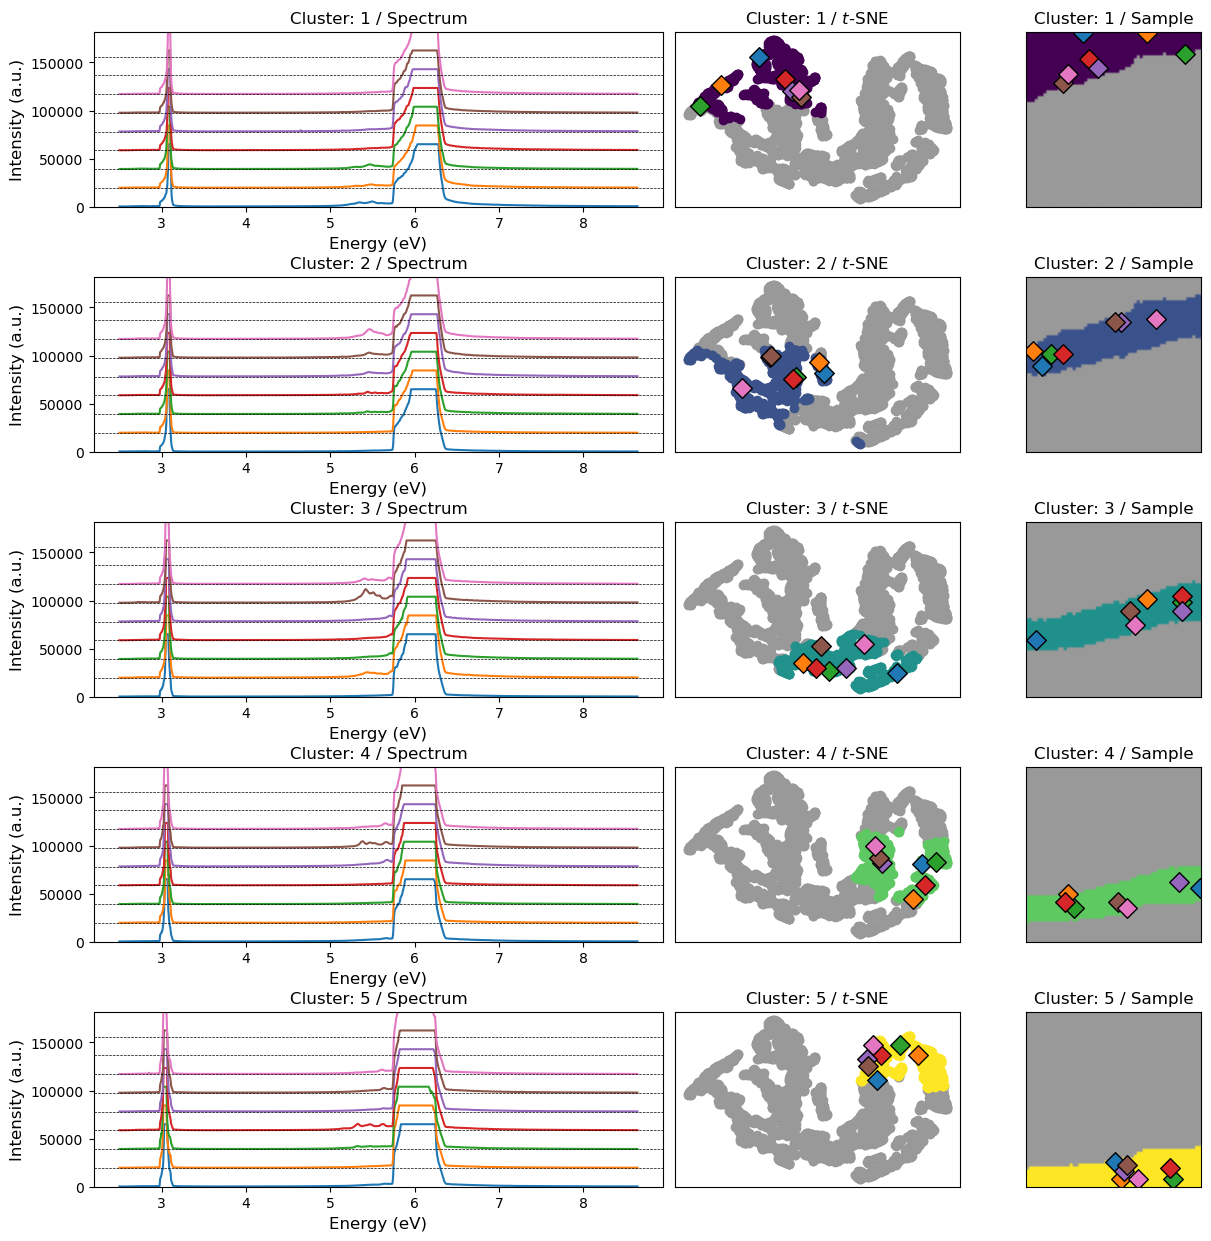 Cluster: 1 / Spectrum
Cluster: 1 / t-SNE
Cluster: 1 / Sample
Intensity (a.u.)
150000
100000
50000
0
3 4 5 6 7 8
Energy (eV)
Cluster: 2 / Spectrum
Cluster: 2 / t-SNE
Cluster: 2 / Sample
Intensity (a.u.)
150000
100000
50000
0
3 4 5 6 7 8
Energy (eV)
Cluster: 3 / Spectrum
Cluster: 3 / t-SNE
Cluster: 3 / Sample
Intensity (a.u.)
150000
100000
50000
0
3 4 5 6 7 8
Energy (eV)
Cluster: 4 / Spectrum
Cluster: 4 / t-SNE
Cluster: 4 / Sample
Intensity (a.u.)
150000
100000
50000
0
3 4 5 6 7 8
Energy (eV)
Cluster: 5 / Spectrum
Cluster: 5 / t-SNE
Cluster: 5 / Sample
Intensity (a.u.)
150000
100000
50000
0
3 4 5 6 7 8
Energy (eV)